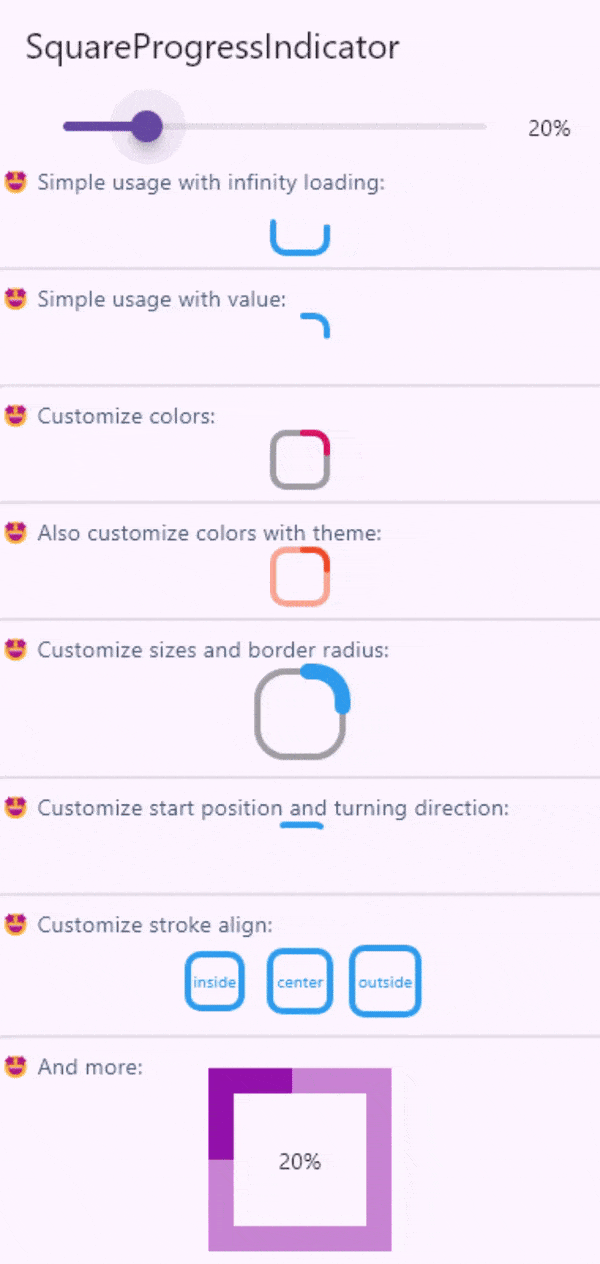 SquareProgressIndicator
20%
🤩 Simple usage with infinity loading:
🤩 Simple usage with value:
🤩 Customize colors:
🤩 Also customize colors with theme:
🤩 Customize sizes and border radius:
🤩 Customize start position and turning direction:
🤩 Customize stroke align:
inside center outside
🤩 And more:
20%